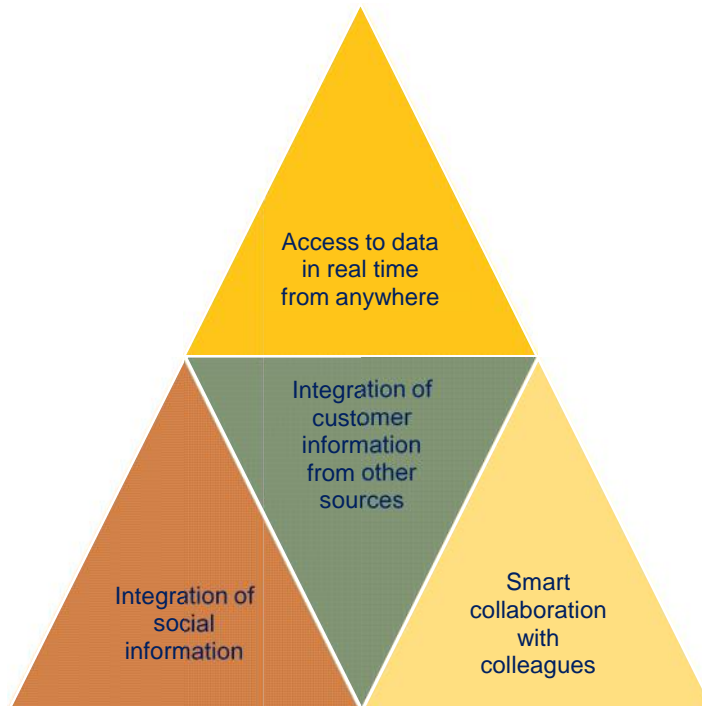 Access to data
in real time
from anywhere
Integration of
customer
information
from other
sources
Integration of
social
information
Smart
collaboration
with
colleagues